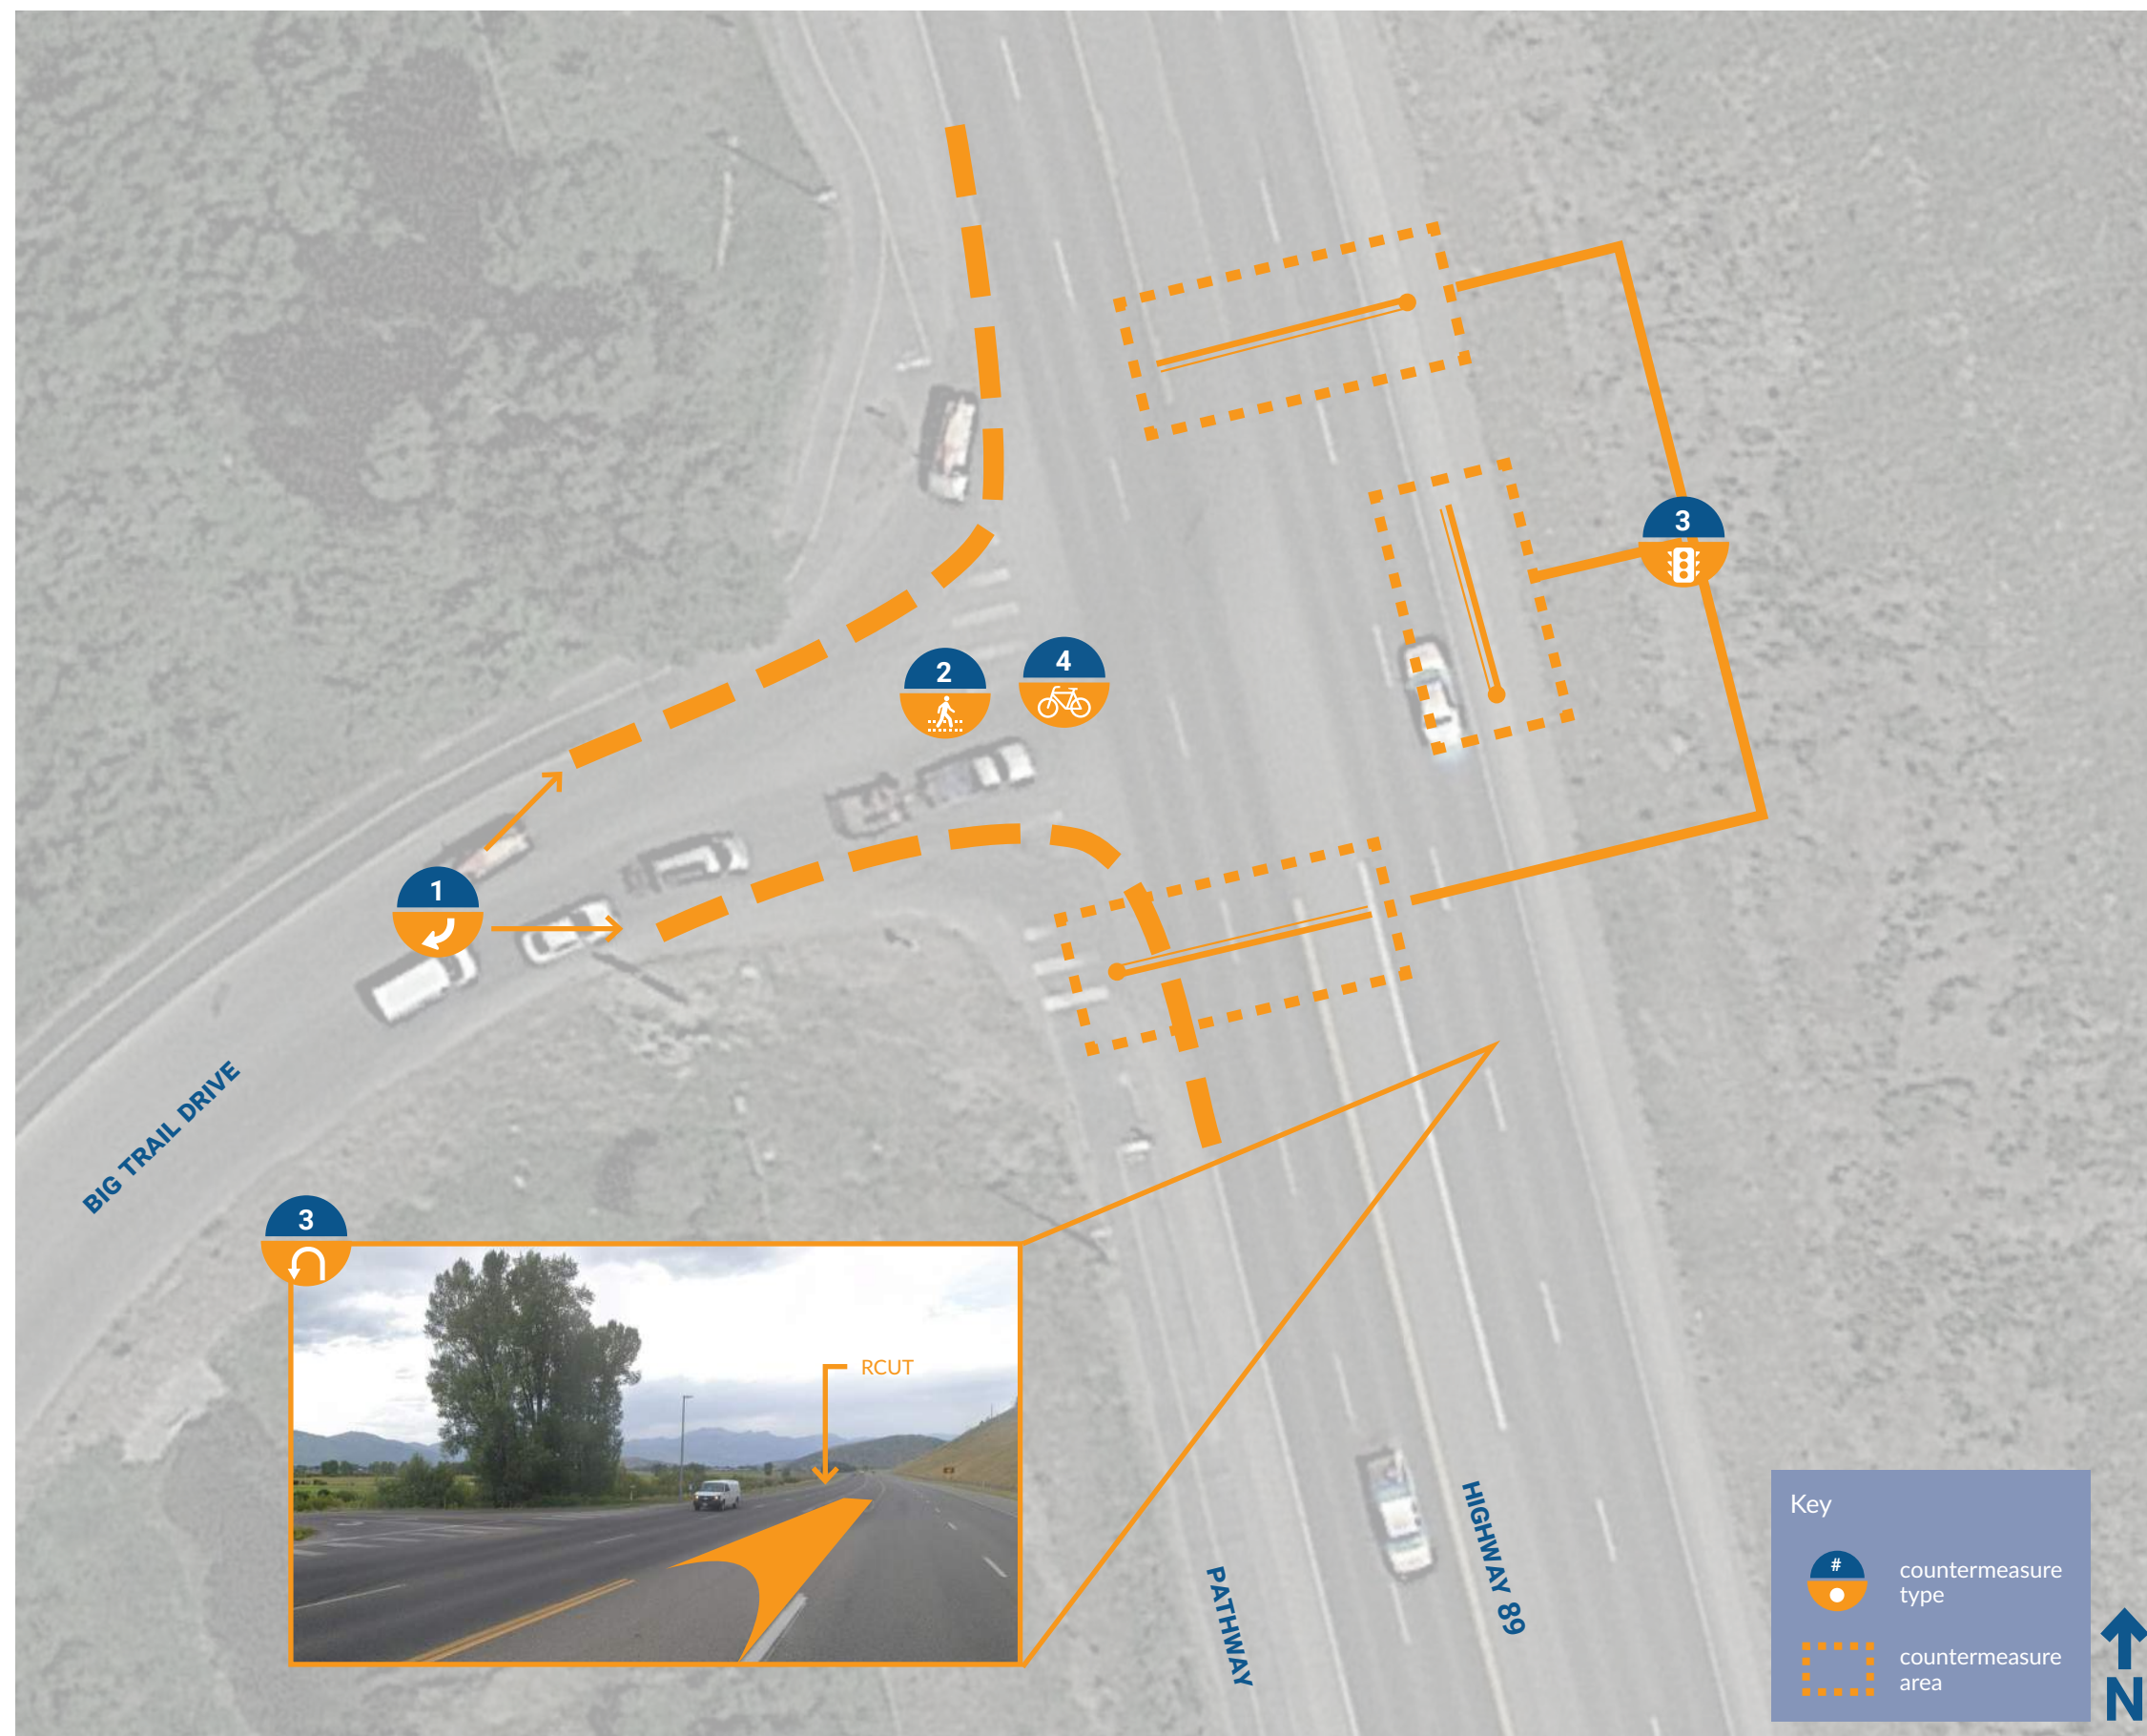 3
2
4
1
BIG TRAIL DRIVE
3
RCUT
HIGHWAY 89
PATHWAY
Key
#
countermeasure
type
countermeasure
area
N